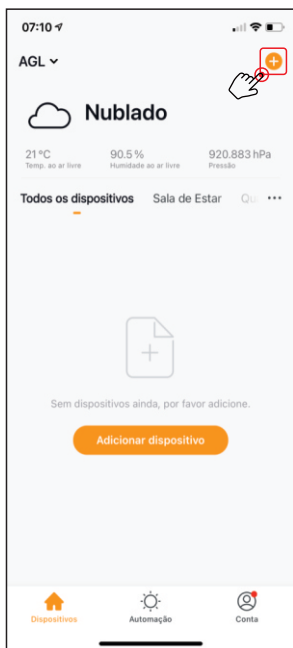 07:10
AGL
Nublado
21 °C 90.5 % 920.883 hPa
Temp. ao ar livre Humidade ao ar livre Pressão
Todos os dispositivos Sala de Estar Qu ...
Sem dispositivos ainda, por favor adicione.
Adicionar dispositivo
Dispositivos Automação Conta